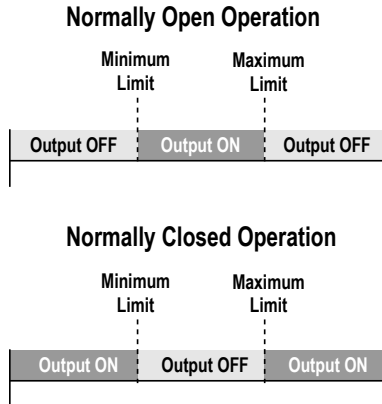 Normally Open Operation
Minimum Limit
Maximum Limit
Output OFF
Output ON
Output OFF
Normally Closed Operation
Minimum Limit
Maximum Limit
Output ON
Output OFF
Output ON